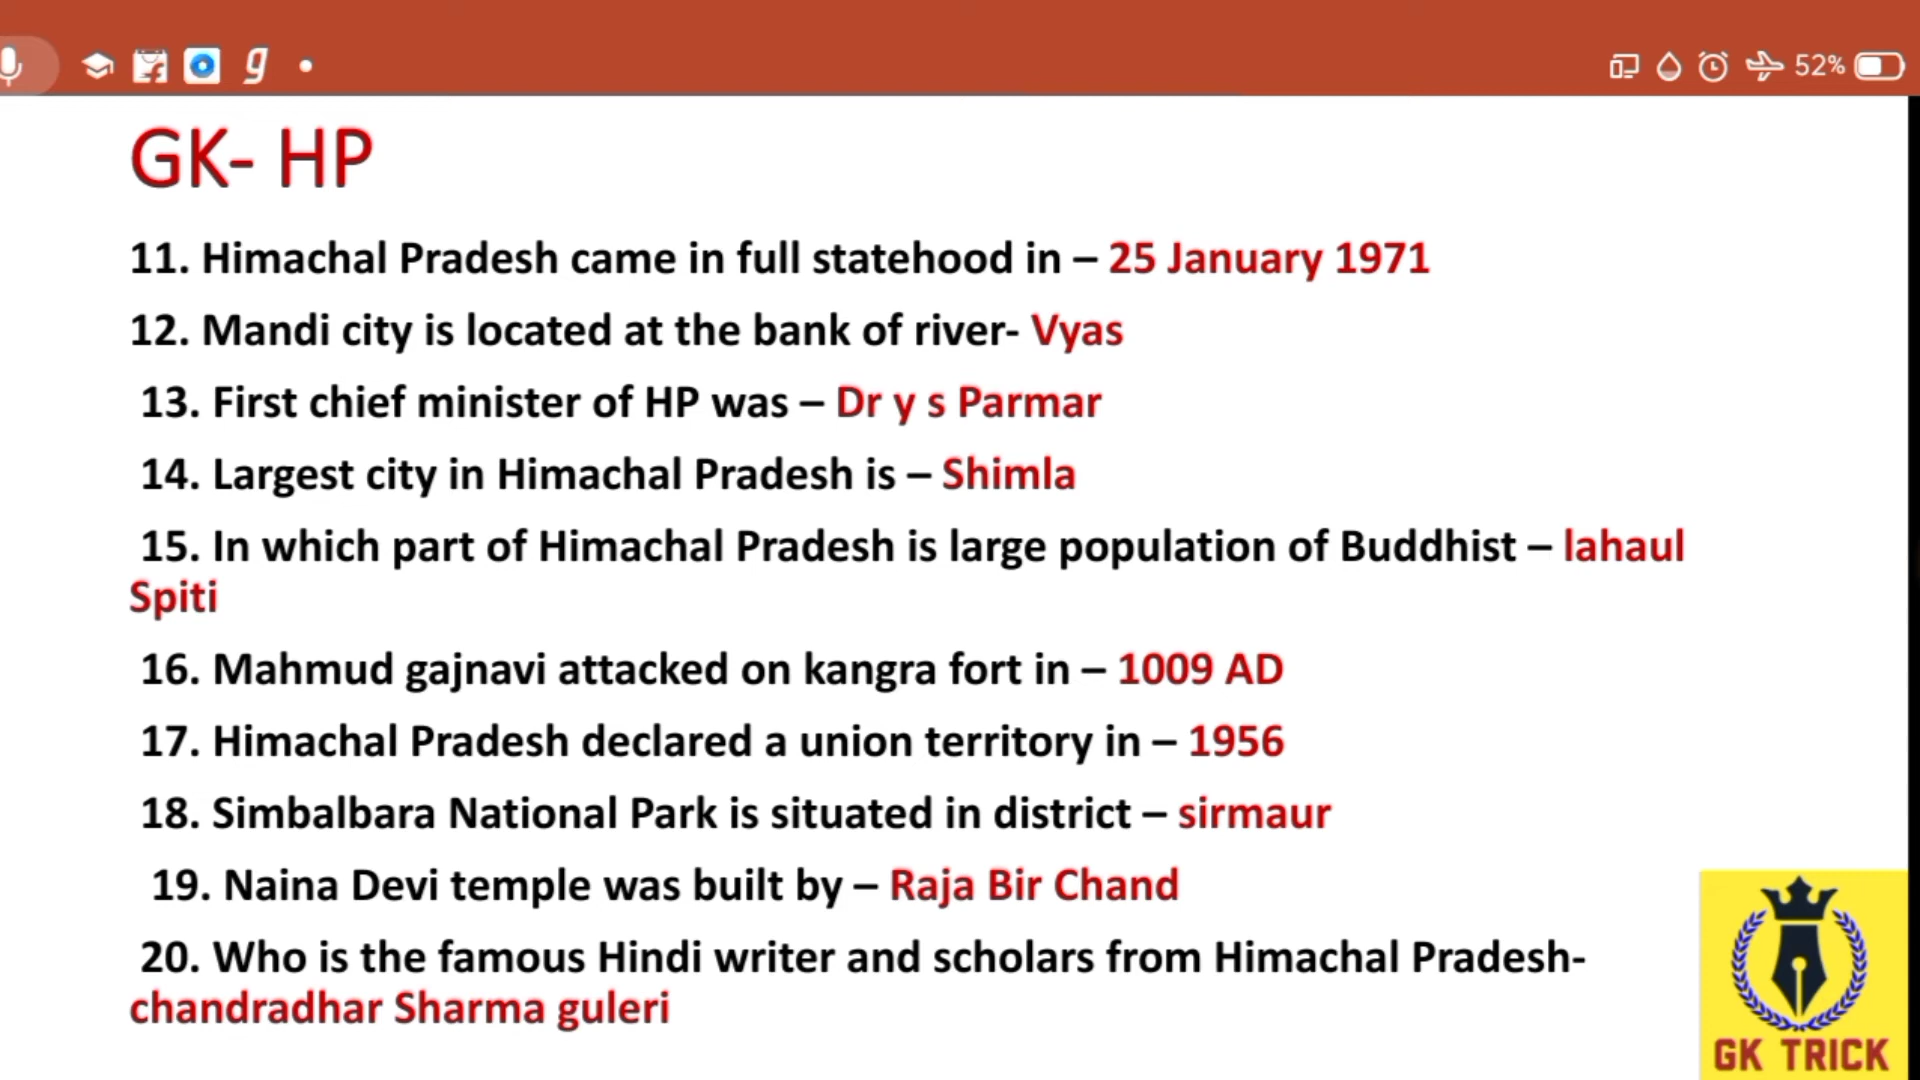 52%
GK- HP
11. Himachal Pradesh came in full statehood in – 25 January 1971
12. Mandi city is located at the bank of river- Vyas
13. First chief minister of HP was – Dr y s Parmar
14. Largest city in Himachal Pradesh is – Shimla
15. In which part of Himachal Pradesh is large population of Buddhist – lahaul
Spiti
16. Mahmud gajnavi attacked on kangra fort in – 1009 AD
17. Himachal Pradesh declared a union territory in – 1956
18. Simbalbara National Park is situated in district – sirmaur
19. Naina Devi temple was built by – Raja Bir Chand
20. Who is the famous Hindi writer and scholars from Himachal Pradesh-
chandradhar Sharma guleri
GK TRICK